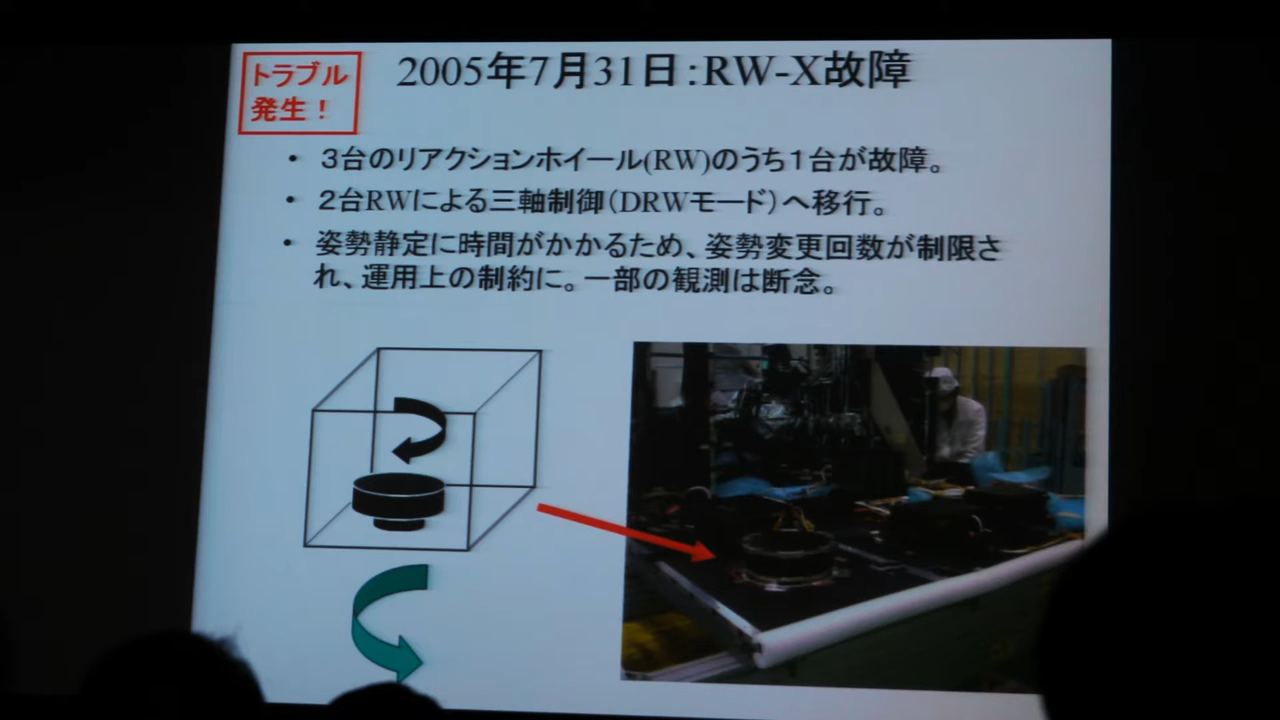 トラブル
発生！
2005年7月31日：RW-X故障
• ３台のリアクションホイール(RW)のうち１台が故障。
• ２台RWによる三軸制御（DRWモード）へ移行。
• 姿勢静定に時間がかかるため、姿勢変更回数が制限さ
れ、運用上の制約に。一部の観測は断念。